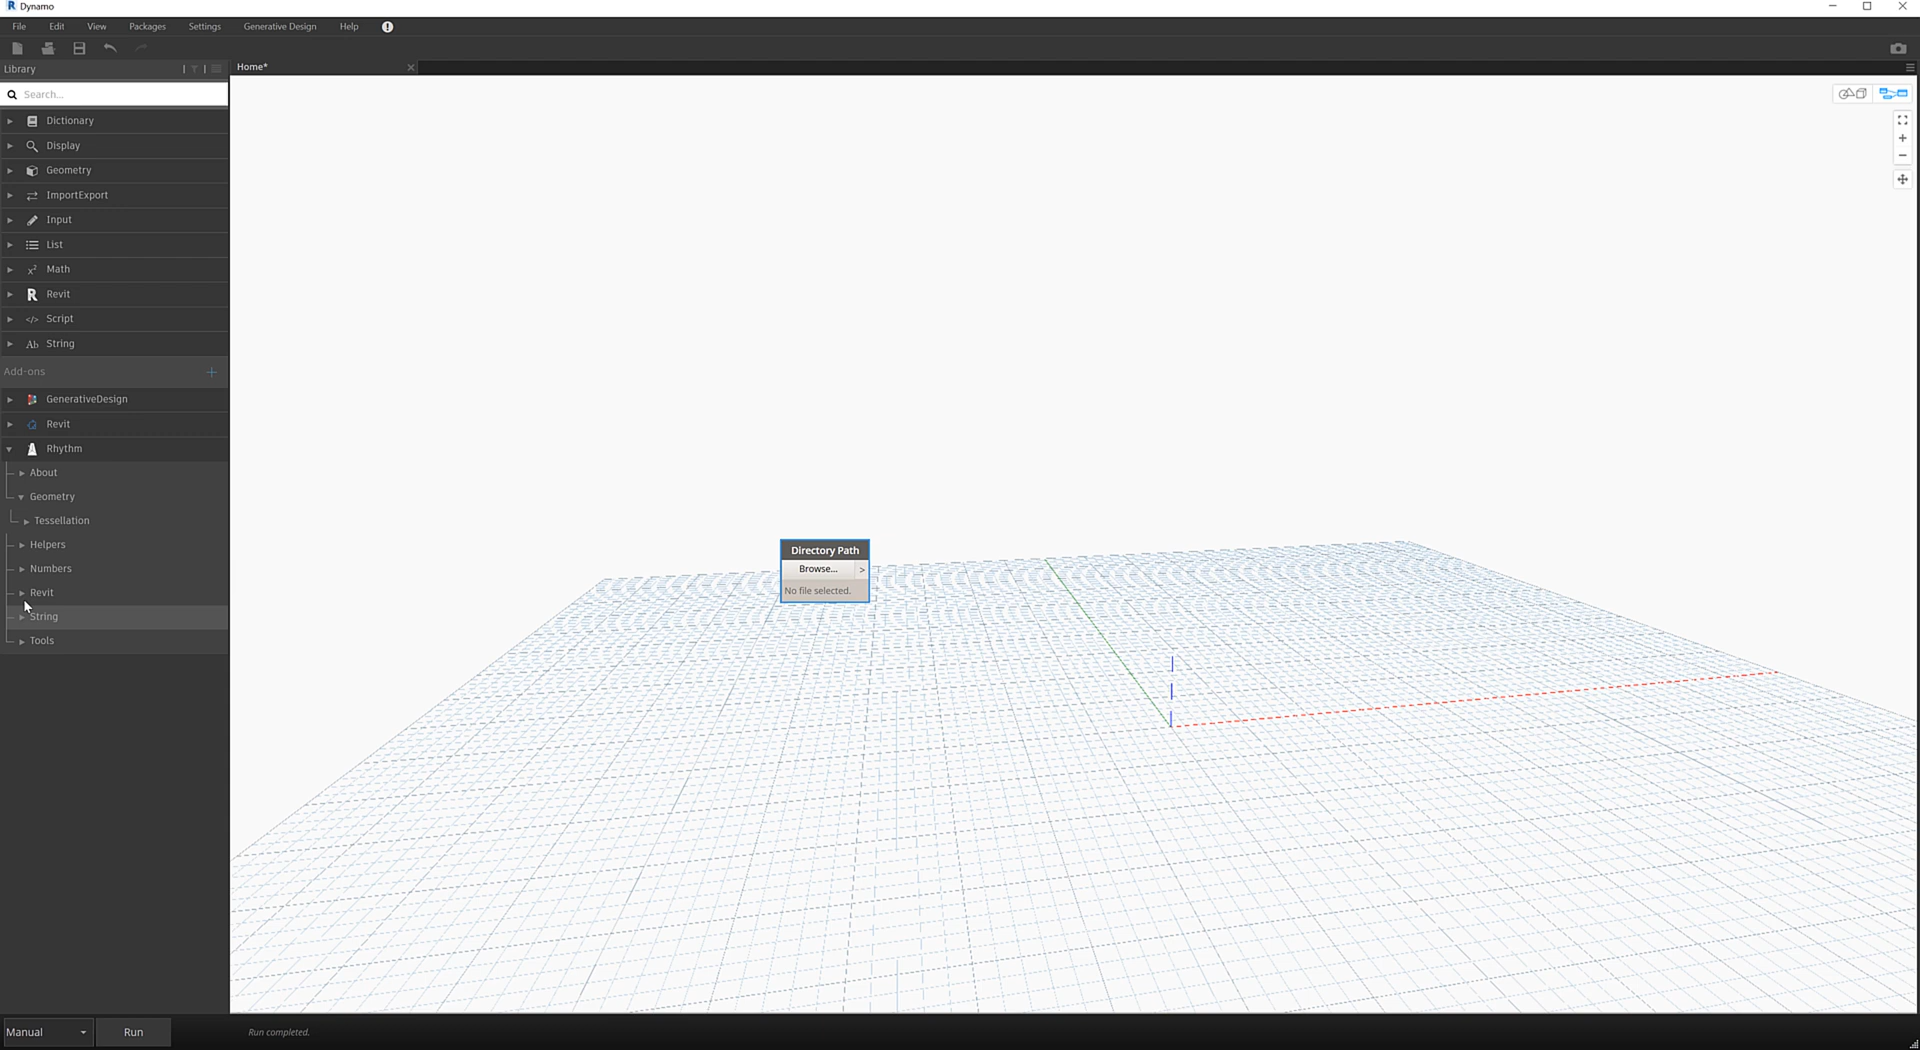 Dynamo
File Edit View Packages Settings Generative Design Help
Library
Home*
Search...
Dictionary
Display
Geometry
ImportExport
Input
List
Math
Revit
Script
String
Add-ons
GenerativeDesign
Revit
Rhythm
About
Geometry
Tessellation
Helpers
Numbers
Revit
String
Tools
Directory Path
Browse... >
No file selected.
Manual Run Run completed.